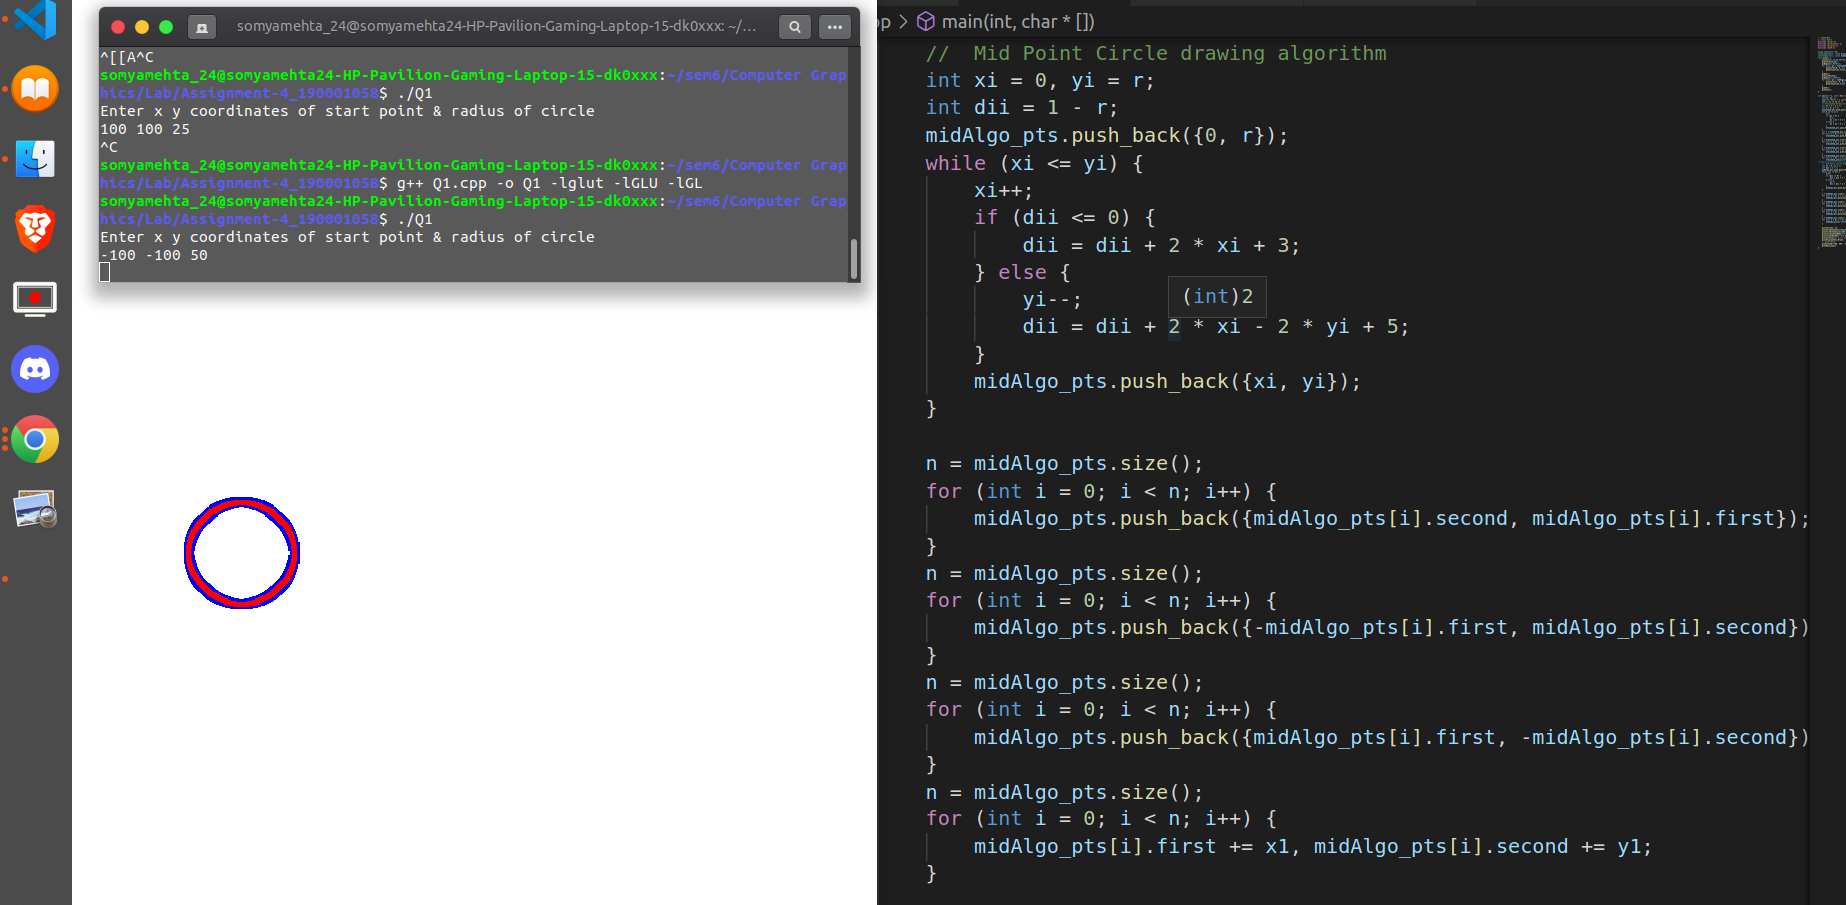 somyamehta_24@somyamehta24-HP-Pavilion-Gaming-Laptop-15-dk0xxx: ~/...
^[[A^C
somyamehta_24@somyamehta24-HP-Pavilion-Gaming-Laptop-15-dk0xxx:~/sem6/Computer Grap
hics/Lab/Assignment-4_190001058$ ./Q1
Enter x y coordinates of start point & radius of circle
100 100 25
^C
somyamehta_24@somyamehta24-HP-Pavilion-Gaming-Laptop-15-dk0xxx:~/sem6/Computer Grap
hics/Lab/Assignment-4_190001058$ g++ Q1.cpp -o Q1 -lglut -lGLU -lGL
somyamehta_24@somyamehta24-HP-Pavilion-Gaming-Laptop-15-dk0xxx:~/sem6/Computer Grap
hics/Lab/Assignment-4_190001058$ ./Q1
Enter x y coordinates of start point & radius of circle
-100 -100 50
pp > main(int, char * [])
//  Mid Point Circle drawing algorithm
int xi = 0, yi = r;
int dii = 1 - r;
midAlgo_pts.push_back({0, r});
while (xi <= yi) {
    xi++;
    if (dii <= 0) {
        dii = dii + 2 * xi + 3;
    } else {
        yi--;
(int)2
        dii = dii + 2 * xi - 2 * yi + 5;
    }
    midAlgo_pts.push_back({xi, yi});
}
n = midAlgo_pts.size();
for (int i = 0; i < n; i++) {
    midAlgo_pts.push_back({midAlgo_pts[i].second, midAlgo_pts[i].first});
}
n = midAlgo_pts.size();
for (int i = 0; i < n; i++) {
    midAlgo_pts.push_back({-midAlgo_pts[i].first, midAlgo_pts[i].second})
}
n = midAlgo_pts.size();
for (int i = 0; i < n; i++) {
    midAlgo_pts.push_back({midAlgo_pts[i].first, -midAlgo_pts[i].second})
}
n = midAlgo_pts.size();
for (int i = 0; i < n; i++) {
    midAlgo_pts[i].first += x1, midAlgo_pts[i].second += y1;
}